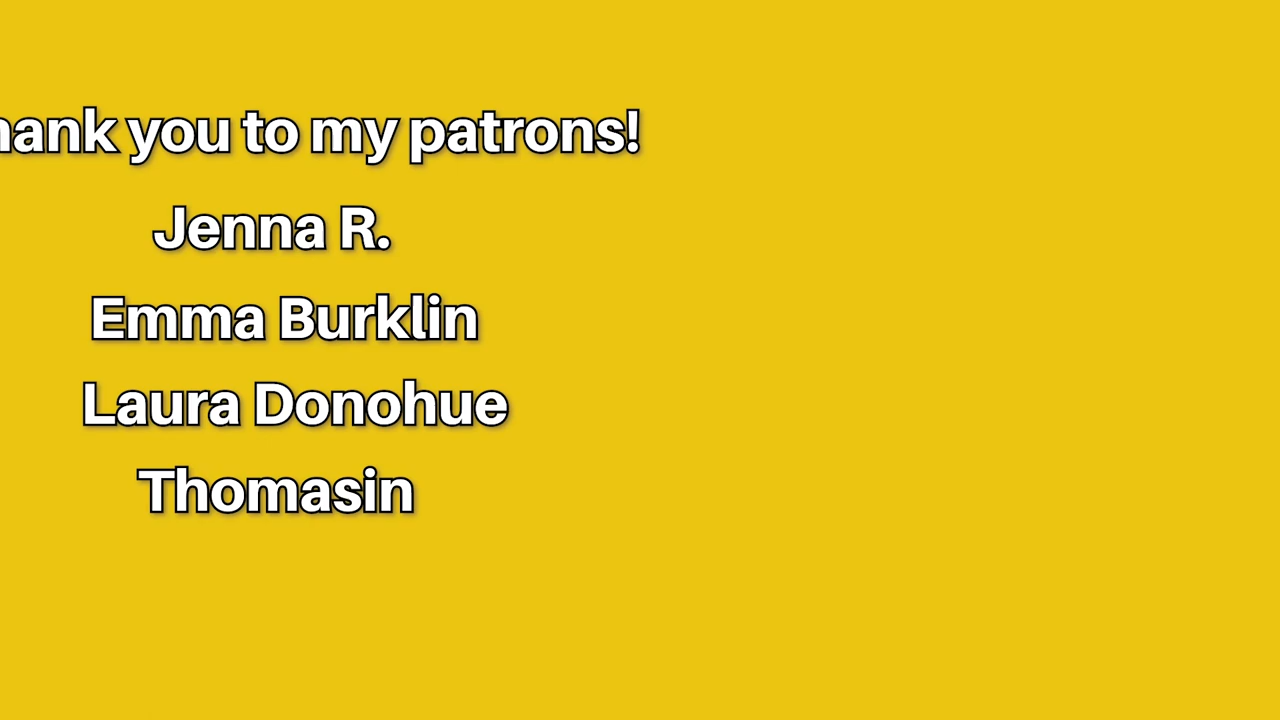 hank you to my patrons!
Jenna R.
Emma Burklin
Laura Donohue
Thomasin